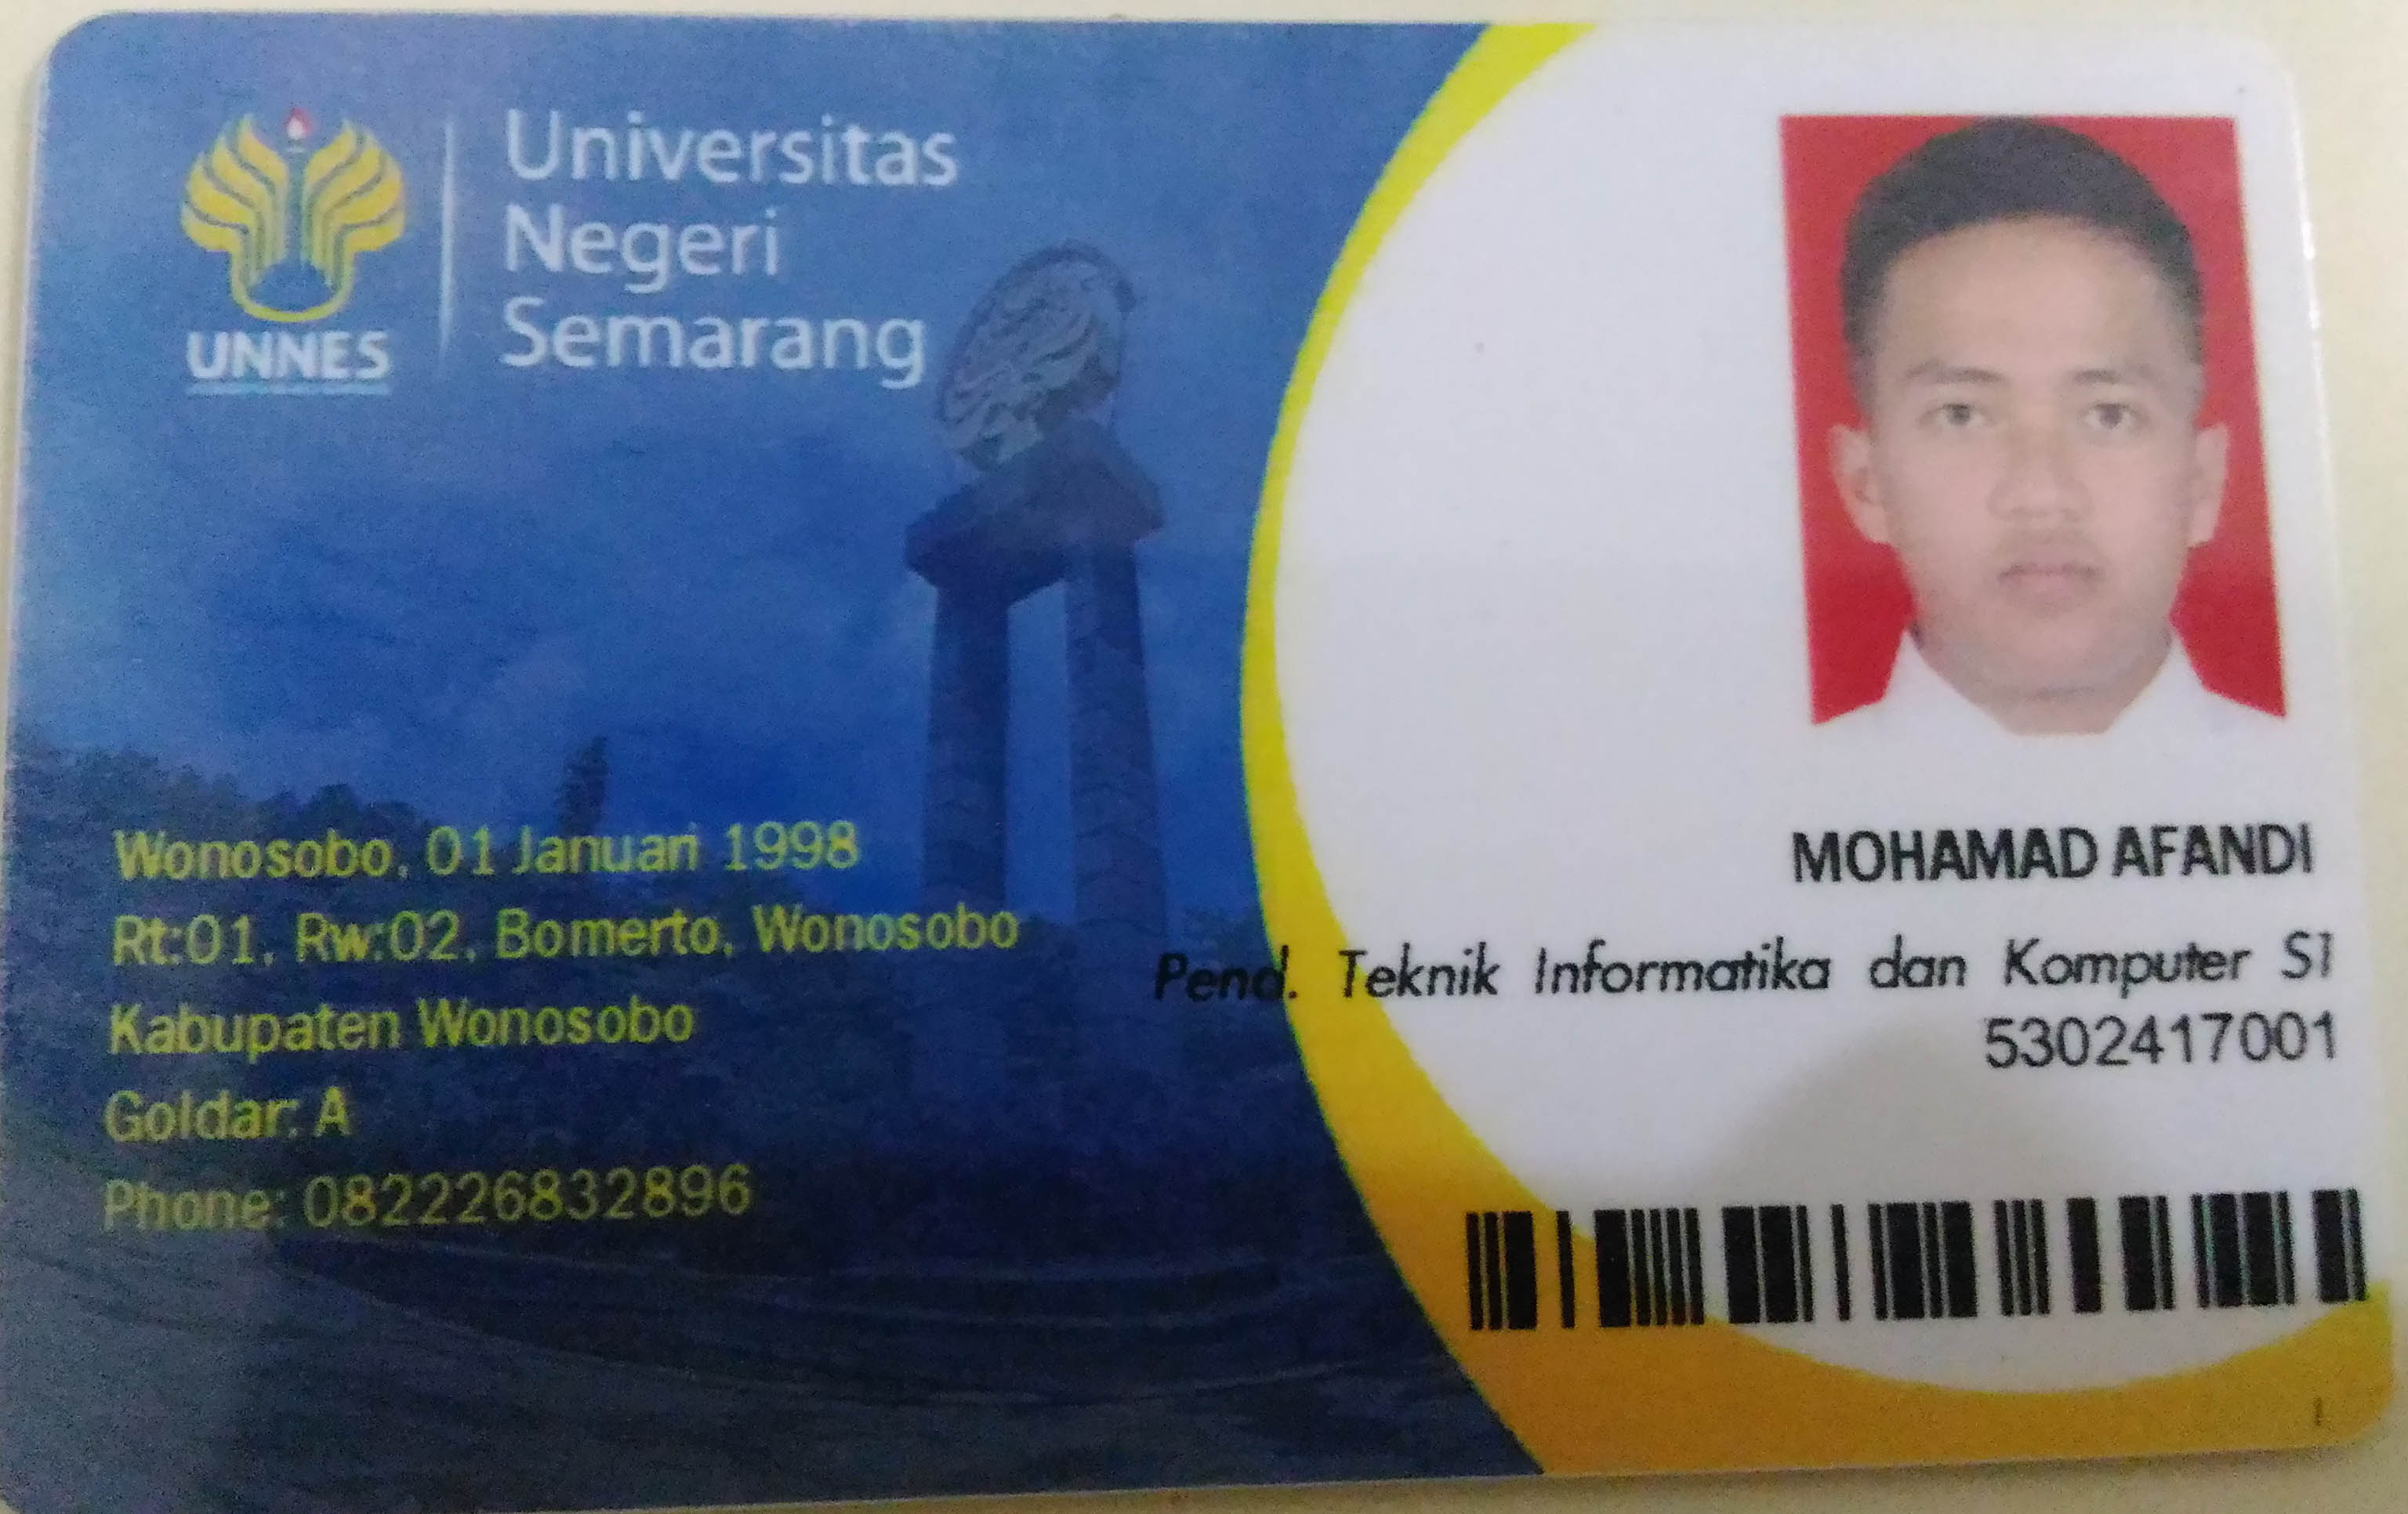 UNNES
Universitas
Negeri
Semarang
Wonosobo, 01 Januari 1998
Rt:01, Rw:02, Bomerto, Wonosobo
Kabupaten Wonosobo
Goldar: A
Phone: 082226832896
MOHAMAD AFANDI
Pend. Teknik Informatika dan Komputer S1
5302417001